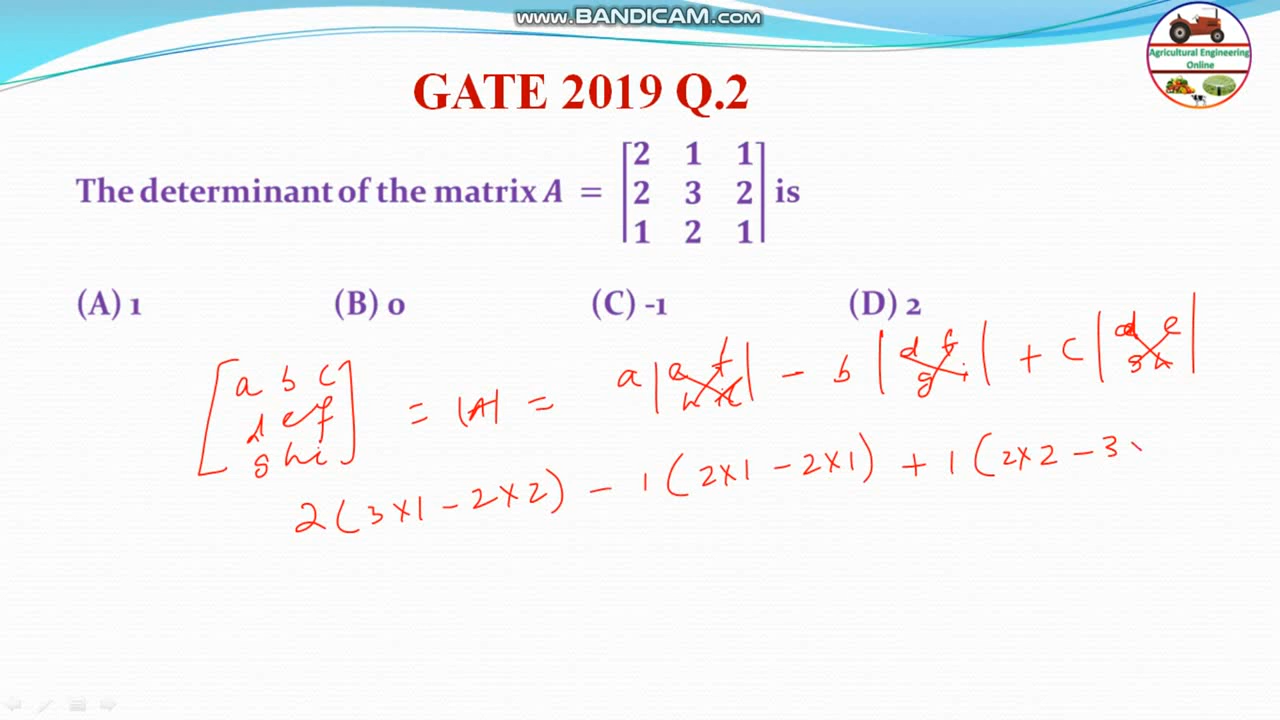 www.BANDICAM.com
Agricultural Engineering
Online
GATE 2019 Q.2
The determinant of the matrix A = [2 1 1
2 3 2
1 2 1] is
(A) 1 (B) 0 (C) -1 (D) 2
[a b c
d e f
g h i] = |A| = a |e f
h i| - b |d f
g i| + c |d e
g h|
2(3×1-2×2) - 1(2×1-2×1) + 1(2×2-3